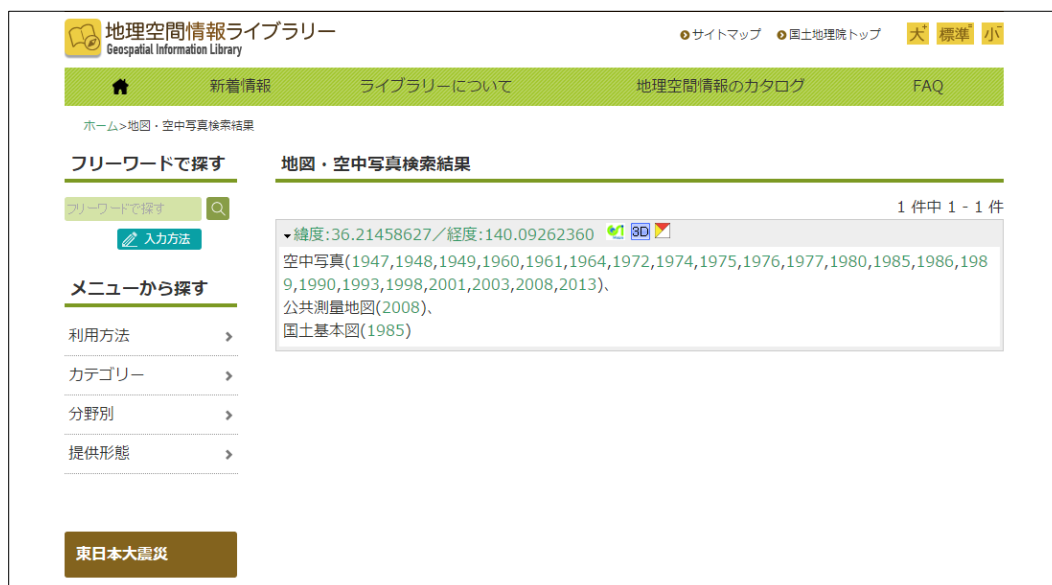 地理空間情報ライブラリー
Geospatial Information Library
サイトマップ 国土地理院トップ 大+ 標準 小-
新着情報 ライブラリーについて 地理空間情報のカタログ FAQ
ホーム>地図・空中写真検索結果
フリーワードで探す
フリーワードで探す
入力方法
メニューから探す
利用方法
カテゴリー
分野別
提供形態
東日本大震災
地図・空中写真検索結果
1 件中 1 - 1 件
緯度:36.21458627／経度:140.09262360 3D
空中写真(1947,1948,1949,1960,1961,1964,1972,1974,1975,1976,1977,1980,1985,1986,198
9,1990,1993,1998,2001,2003,2008,2013)、
公共測量地図(2008)、
国土基本図(1985)